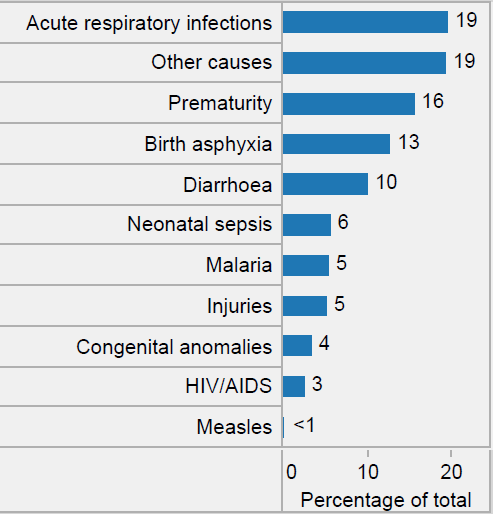 Acute respiratory infections 19
Other causes 19
Prematurity 16
Birth asphyxia 13
Diarrhoea 10
Neonatal sepsis 6
Malaria 5
Injuries 5
Congenital anomalies 4
HIV/AIDS 3
Measles <1
0 10 20
Percentage of total